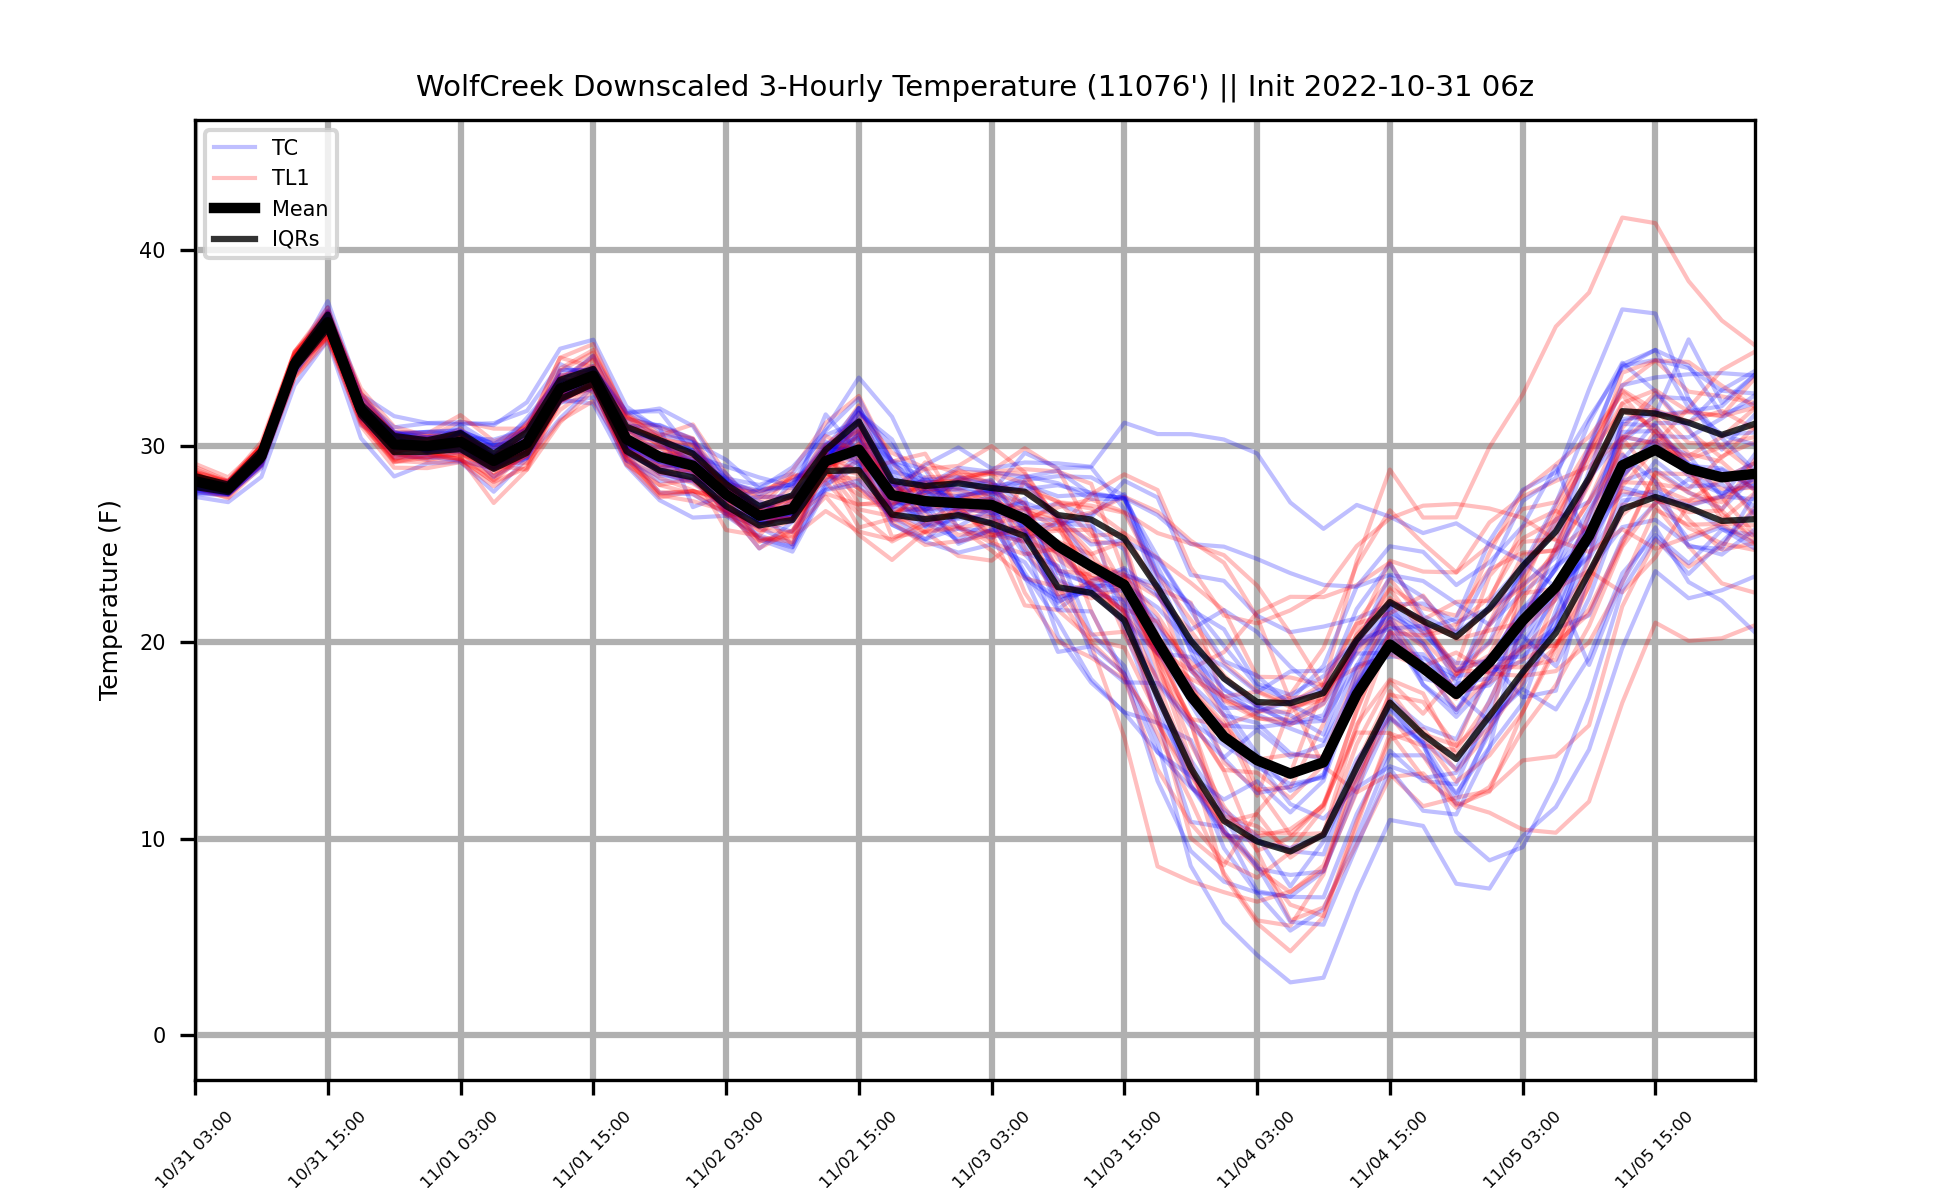 WolfCreek Downscaled 3-Hourly Temperature (11076') || Init 2022-10-31 06z
TC
TL1
Mean
IQRs
Temperature (F)
40
30
20
10
0
10/31 03:00
10/31 15:00
11/01 03:00
11/01 15:00
11/02 03:00
11/02 15:00
11/03 03:00
11/03 15:00
11/04 03:00
11/04 15:00
11/05 03:00
11/05 15:00